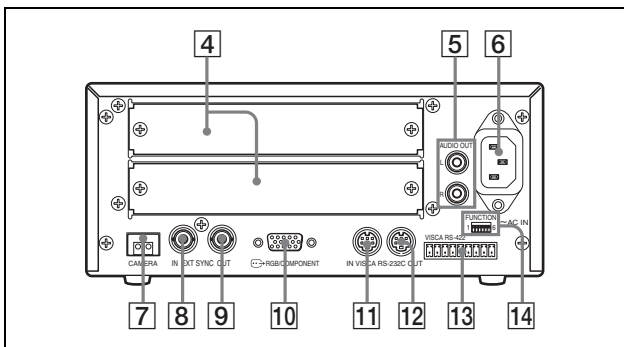 4
5
6
AUDIO OUT
L
R
FUNCTION
1
6
~AC IN
VISCA RS-422
CAMERA
IN EXT SYNC OUT
RGB/COMPONENT
IN VISCA RS-232C OUT
7
8
9
10
11
12
13
14